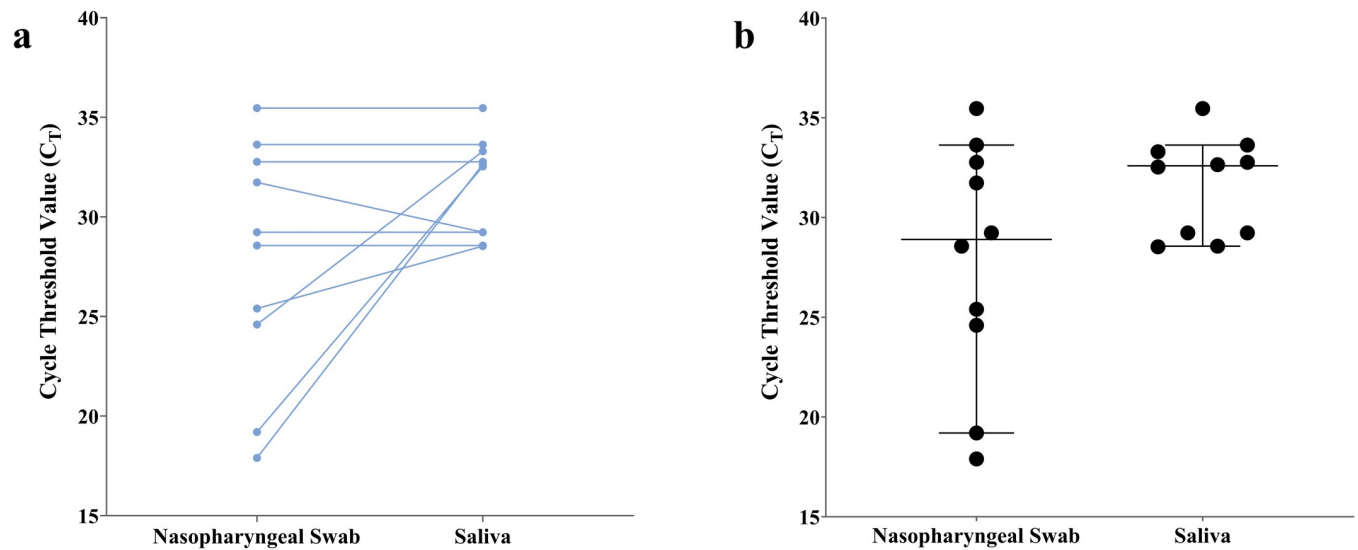 a
40
35
30
25
20
15
Cycle Threshold Value (CT)
Nasopharyngeal Swab
Saliva
b
40
35
30
25
20
15
Cycle Threshold Value (CT)
Nasopharyngeal Swab
Saliva